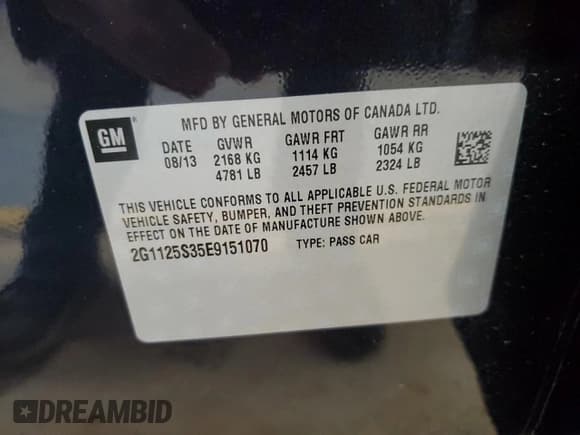 MFD BY GENERAL MOTORS OF CANADA LTD.
GM
DATE GVWR GAWR FRT GAWR RR
08/13 2168 KG 1114 KG 1054 KG
4781 LB 2457 LB 2324 LB
THIS VEHICLE CONFORMS TO ALL APPLICABLE U.S. FEDERAL MOTOR
VEHICLE SAFETY, BUMPER, AND THEFT PREVENTION STANDARDS IN
EFFECT ON THE DATE OF MANUFACTURE SHOWN ABOVE.
2G1125S35E9151070 TYPE: PASS CAR
DREAMBID